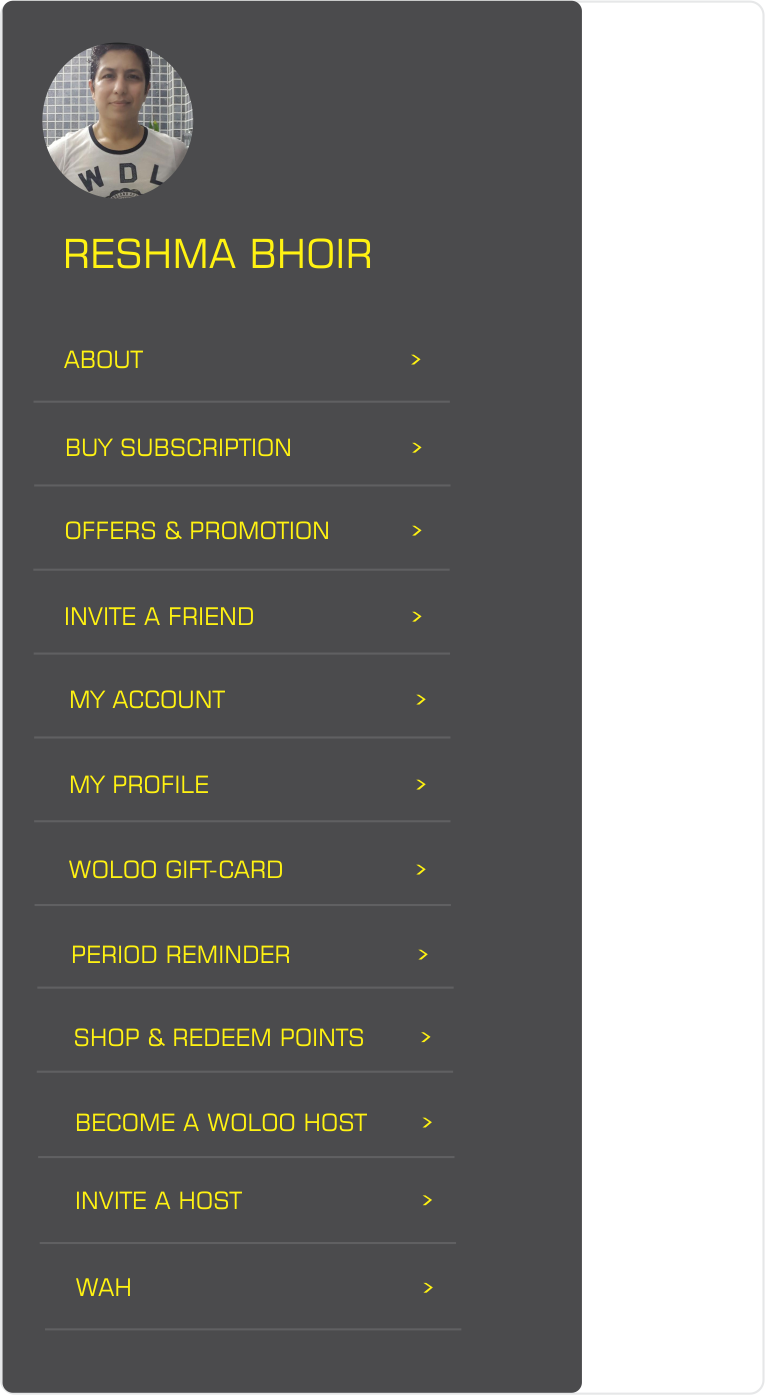 WDL
RESHMA BHOIR
ABOUT >
BUY SUBSCRIPTION >
OFFERS & PROMOTION >
INVITE A FRIEND >
MY ACCOUNT >
MY PROFILE >
WOLOO GIFT-CARD >
PERIOD REMINDER >
SHOP & REDEEM POINTS >
BECOME A WOLOO HOST >
INVITE A HOST >
WAH >